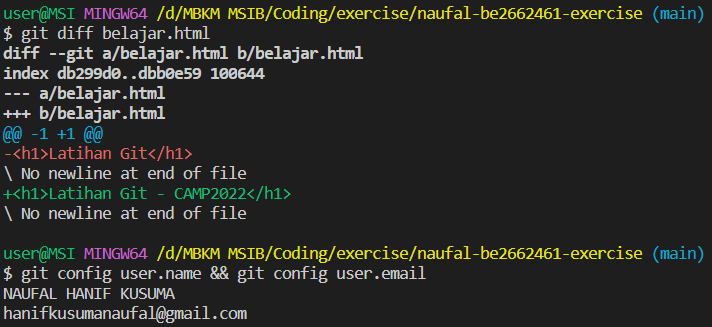 user@MSI MINGW64 /d/MBKM MSIB/Coding/exercise/naufal-be2662461-exercise (main)
$ git diff belajar.html
diff --git a/belajar.html b/belajar.html
index db299d0..dbb0e59 100644
--- a/belajar.html
+++ b/belajar.html
@@ -1 +1 @@
-<h1>Latihan Git</h1>
\ No newline at end of file
+<h1>Latihan Git - CAMP2022</h1>
\ No newline at end of file
user@MSI MINGW64 /d/MBKM MSIB/Coding/exercise/naufal-be2662461-exercise (main)
$ git config user.name && git config user.email
NAUFAL HANIF KUSUMA
hanifkusumanaufal@gmail.com